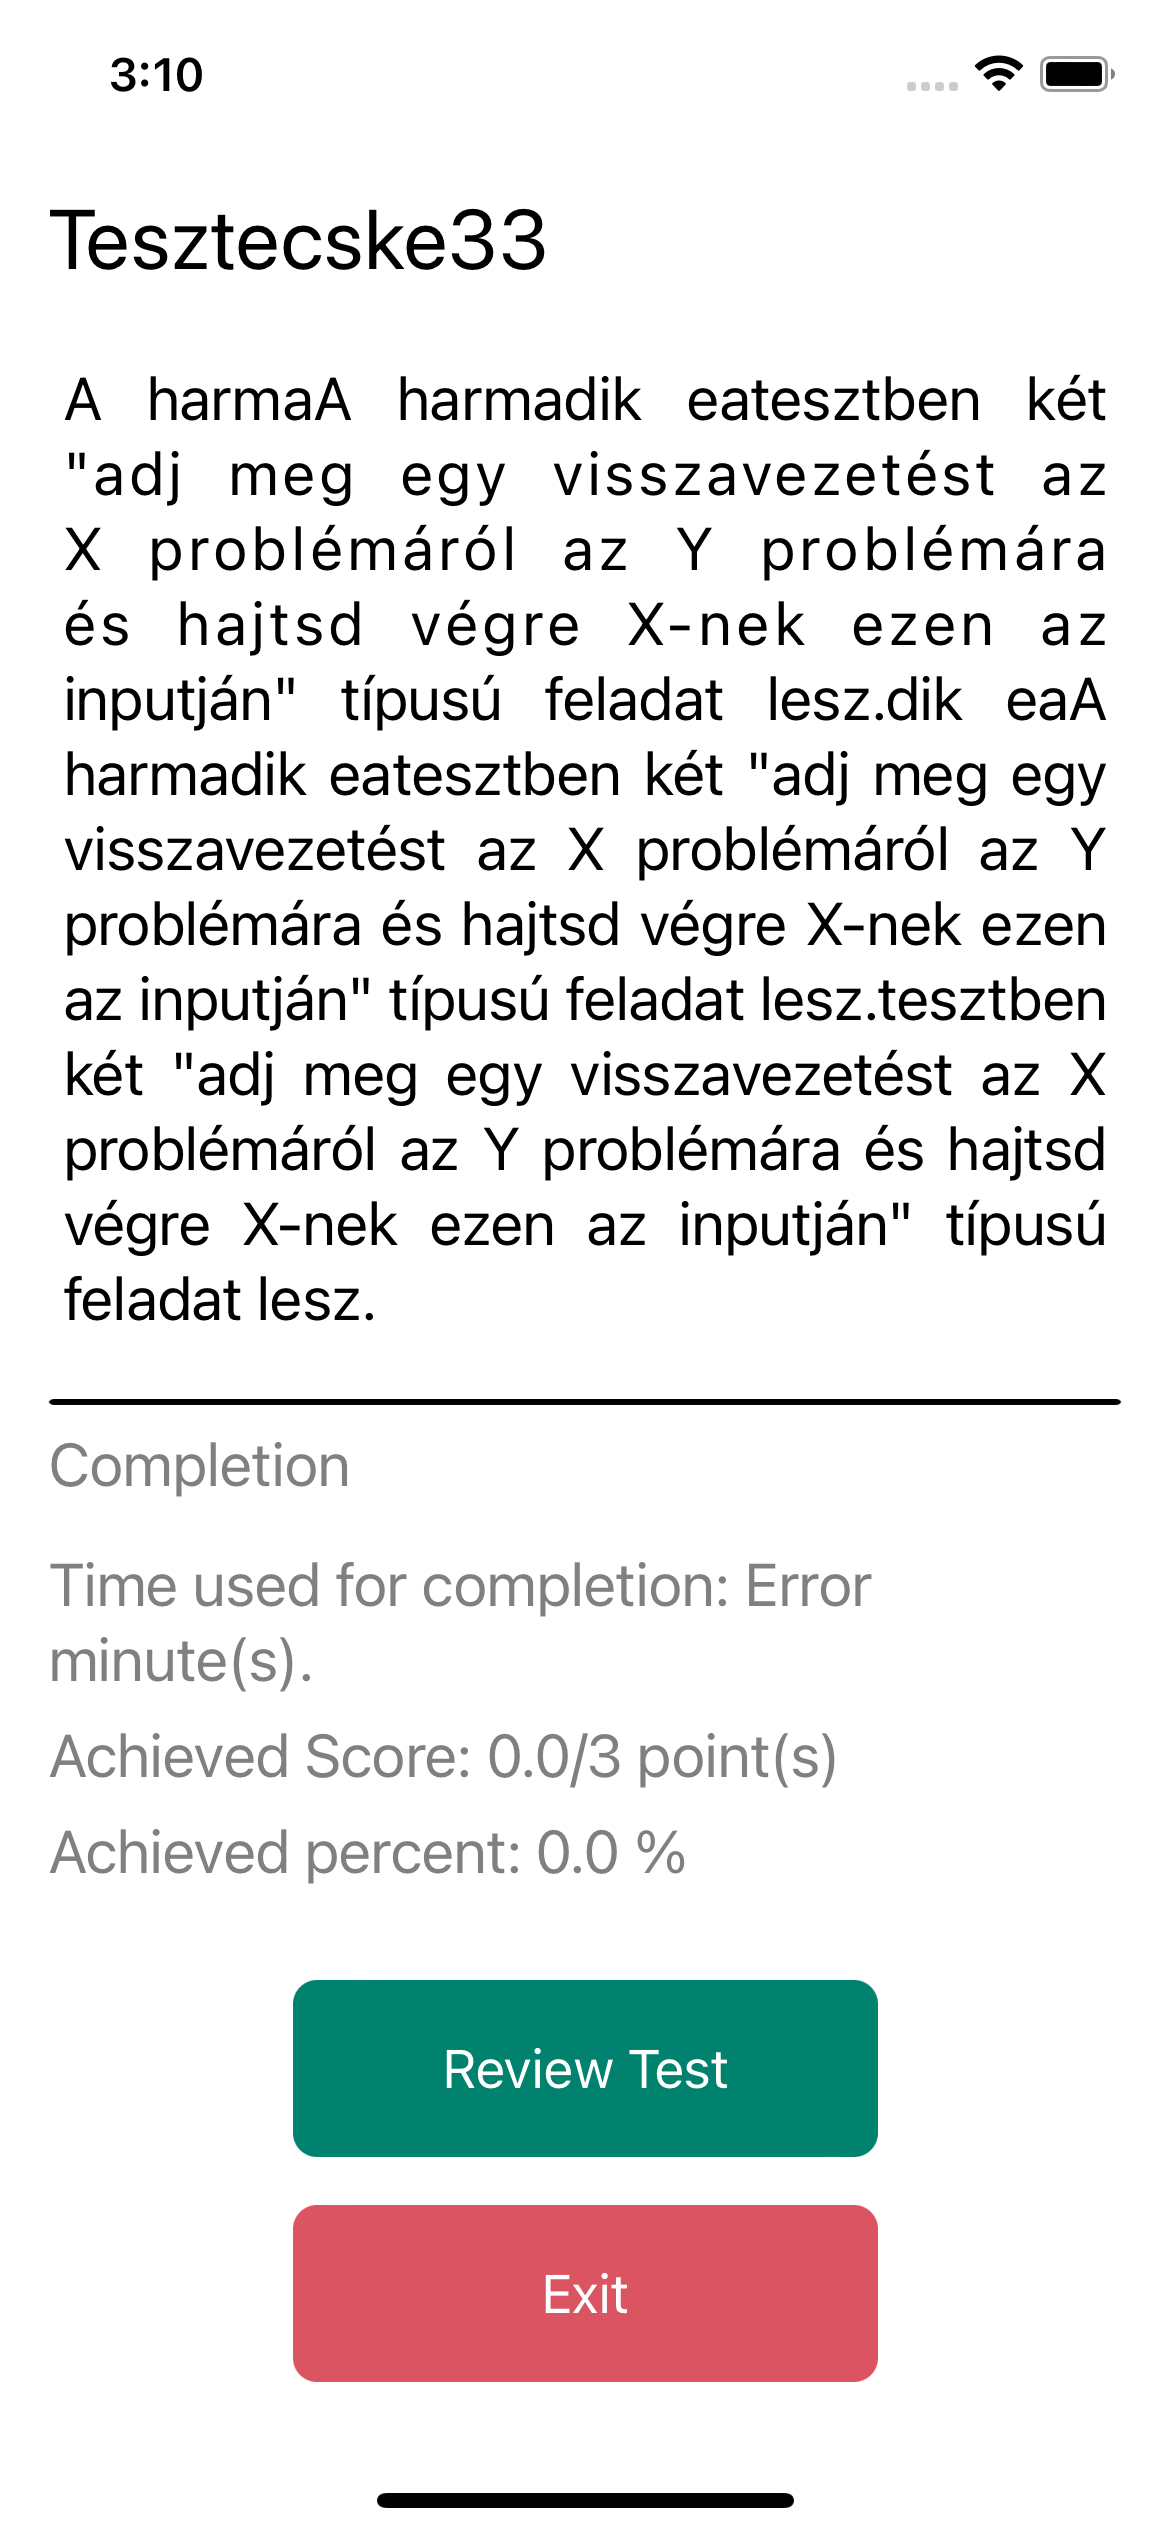 3:10
Tesztecske33
A harmaA harmadik eatesztben két
"adj meg egy visszavezetést az
X problémáról az Y problémára
és hajtsd végre X-nek ezen az
inputján" típusú feladat lesz.dik eaA
harmadik eatesztben két "adj meg egy
visszavezetést az X problémáról az Y
problémára és hajtsd végre X-nek ezen
az inputján" típusú feladat lesz.tesztben
két "adj meg egy visszavezetést az X
problémáról az Y problémára és hajtsd
végre X-nek ezen az inputján" típusú
feladat lesz.
Completion
Time used for completion: Error
minute(s).
Achieved Score: 0.0/3 point(s)
Achieved percent: 0.0 %
Review Test
Exit